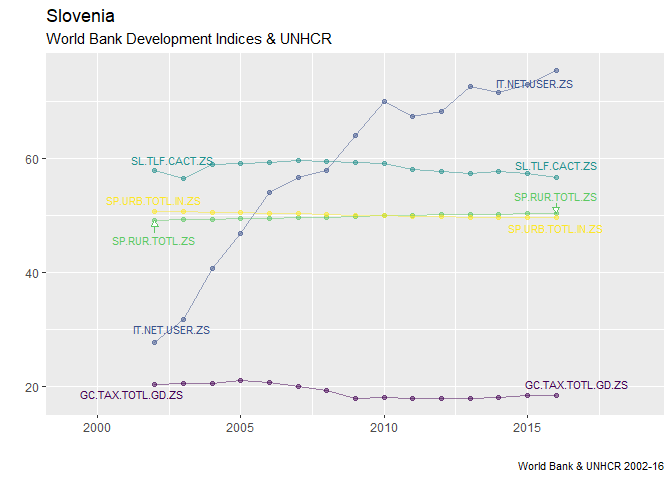 Slovenia
World Bank Development Indices & UNHCR
IT.NET.USER.ZS
SL.TLF.CACT.ZS
SL.TLF.CACT.ZS
60
SP.URB.TOTL.IN.ZS
SP.RUR.TOTL.ZS
SP.RUR.TOTL.ZS
SP.URB.TOTL.IN.ZS
40
IT.NET.USER.ZS
20
GC.TAX.TOTL.GD.ZS
GC.TAX.TOTL.GD.ZS
2000 2005 2010 2015
World Bank & UNHCR 2002-16